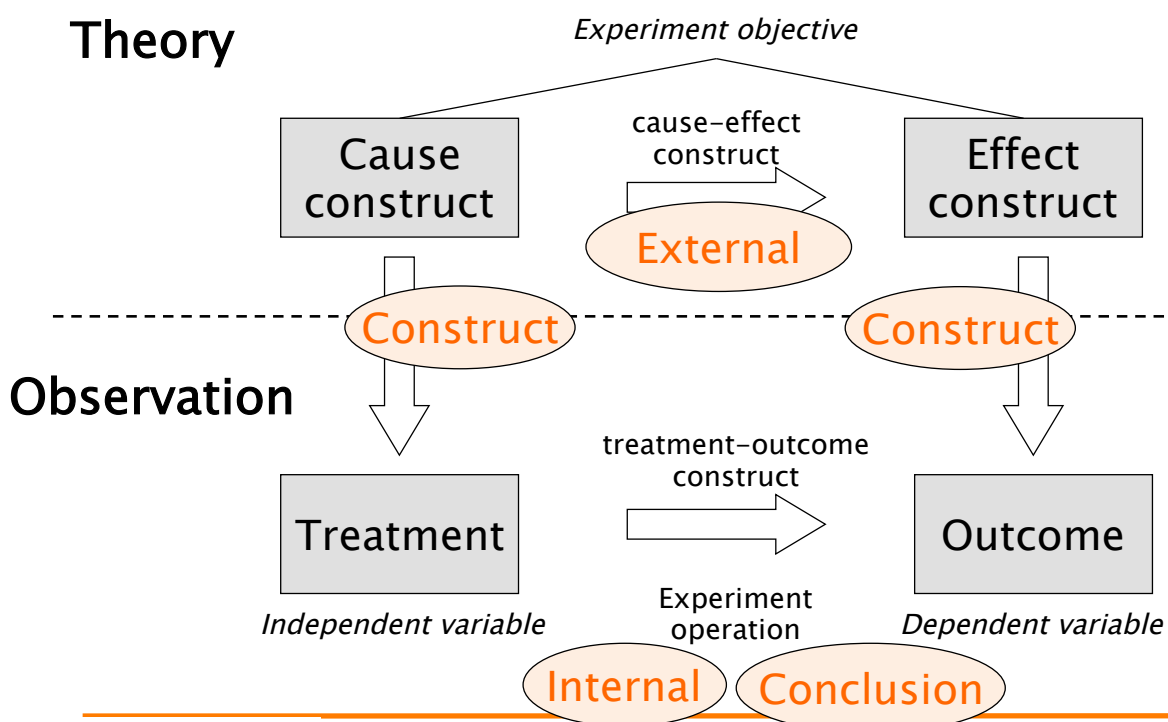 Theory
Experiment objective
Cause
construct
cause-effect
construct
Effect
construct
External
Construct
Construct
Observation
treatment-outcome
construct
Treatment
Outcome
Experiment
operation
Independent variable
Dependent variable
Internal
Conclusion